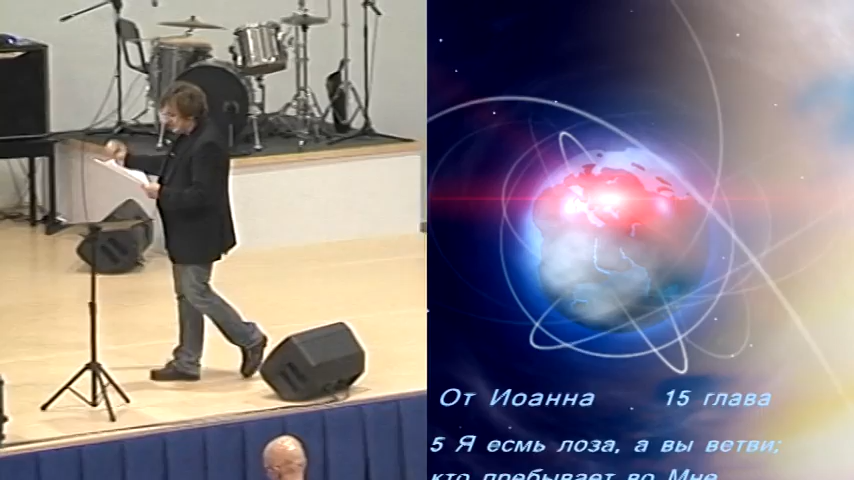 От Иоанна 15 глава
5 Я есмь лоза, а вы ветви;
кто пребывает во Мне